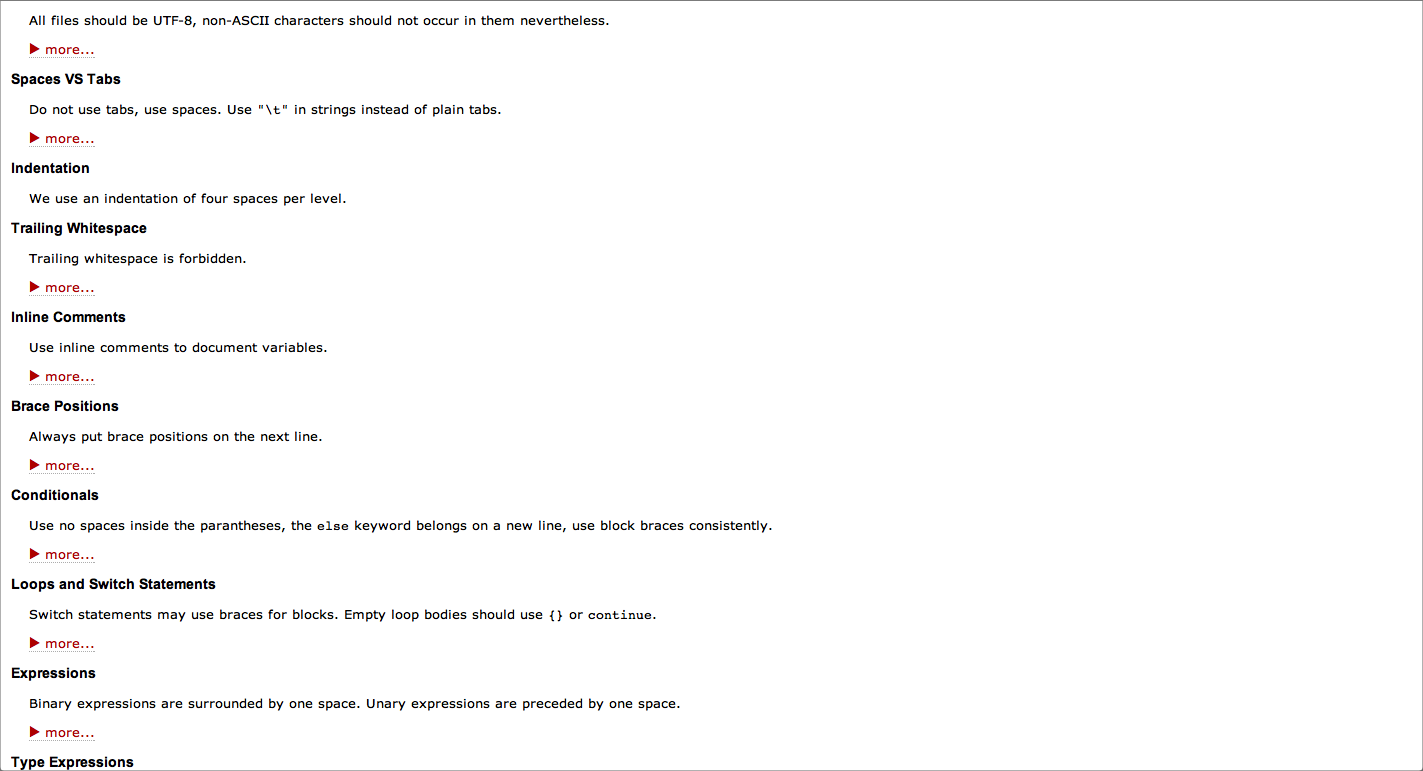 All files should be UTF-8, non-ASCII characters should not occur in them nevertheless.
▶ more...
Spaces VS Tabs
Do not use tabs, use spaces. Use "\t" in strings instead of plain tabs.
▶ more...
Indentation
We use an indentation of four spaces per level.
Trailing Whitespace
Trailing whitespace is forbidden.
▶ more...
Inline Comments
Use inline comments to document variables.
▶ more...
Brace Positions
Always put brace positions on the next line.
▶ more...
Conditionals
Use no spaces inside the parantheses, the else keyword belongs on a new line, use block braces consistently.
▶ more...
Loops and Switch Statements
Switch statements may use braces for blocks. Empty loop bodies should use {} or continue.
▶ more...
Expressions
Binary expressions are surrounded by one space. Unary expressions are preceded by one space.
▶ more...
Type Expressions